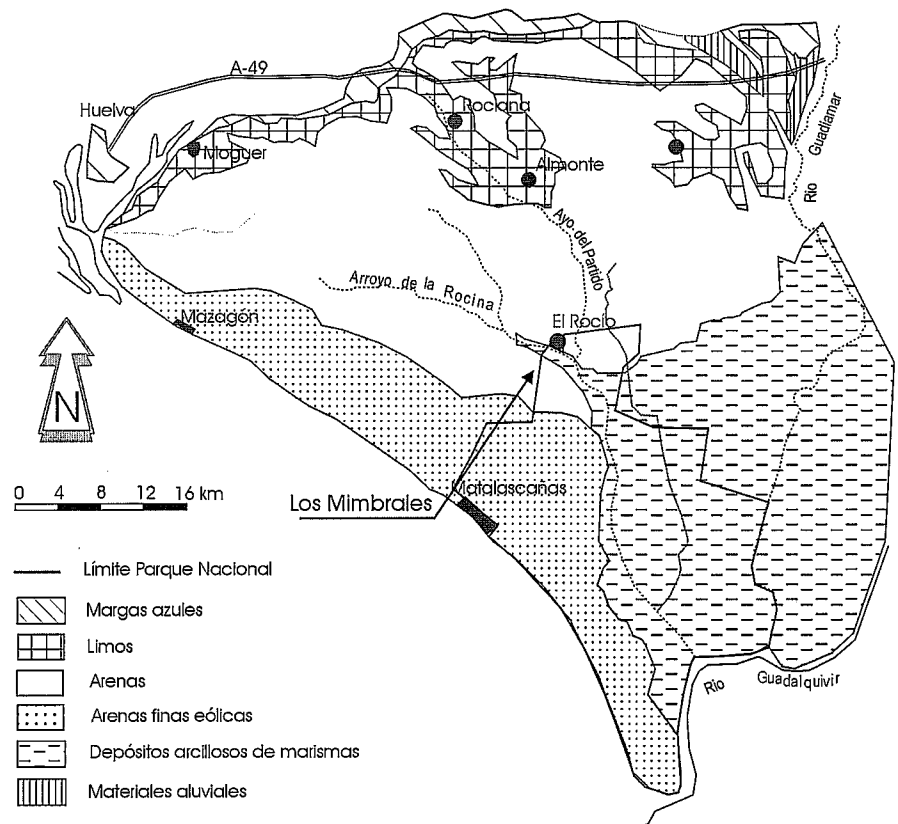 A-49
Huelva
Rociana
Moguer
Almonte
Rio Guadiamar
Ayo del Partido
Arroyo de la Rocina
El Rocío
Mazagón
N
0 4 8 12 16 km
Matalascañas
Los Mimbrales
Límite Parque Nacional
Margas azules
Limos
Arenas
Arenas finas eólicas
Depósitos arcillosos de marismas
Materiales aluviales
Rio Guadalquivir